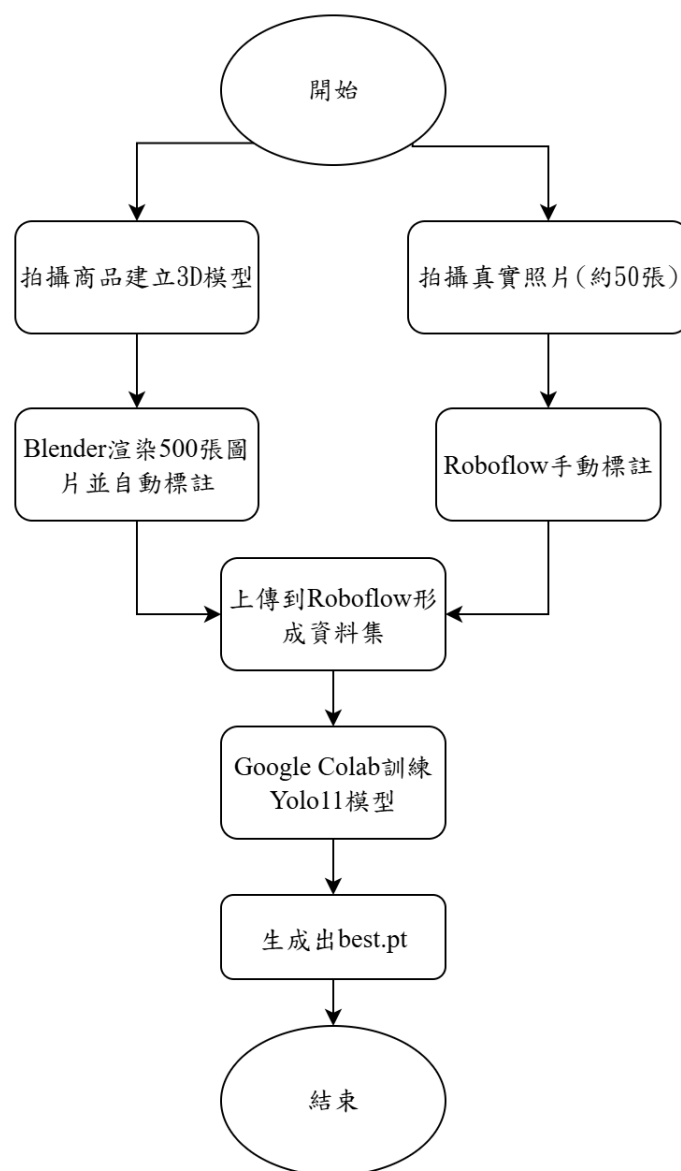 開始
拍攝商品建立3D模型
拍攝真實照片(約50張)
Blender渲染500張圖
片並自動標註
Roboflow手動標註
上傳到Roboflow形
成資料集
Google Colab訓練
Yolo11模型
生成出best.pt
結束